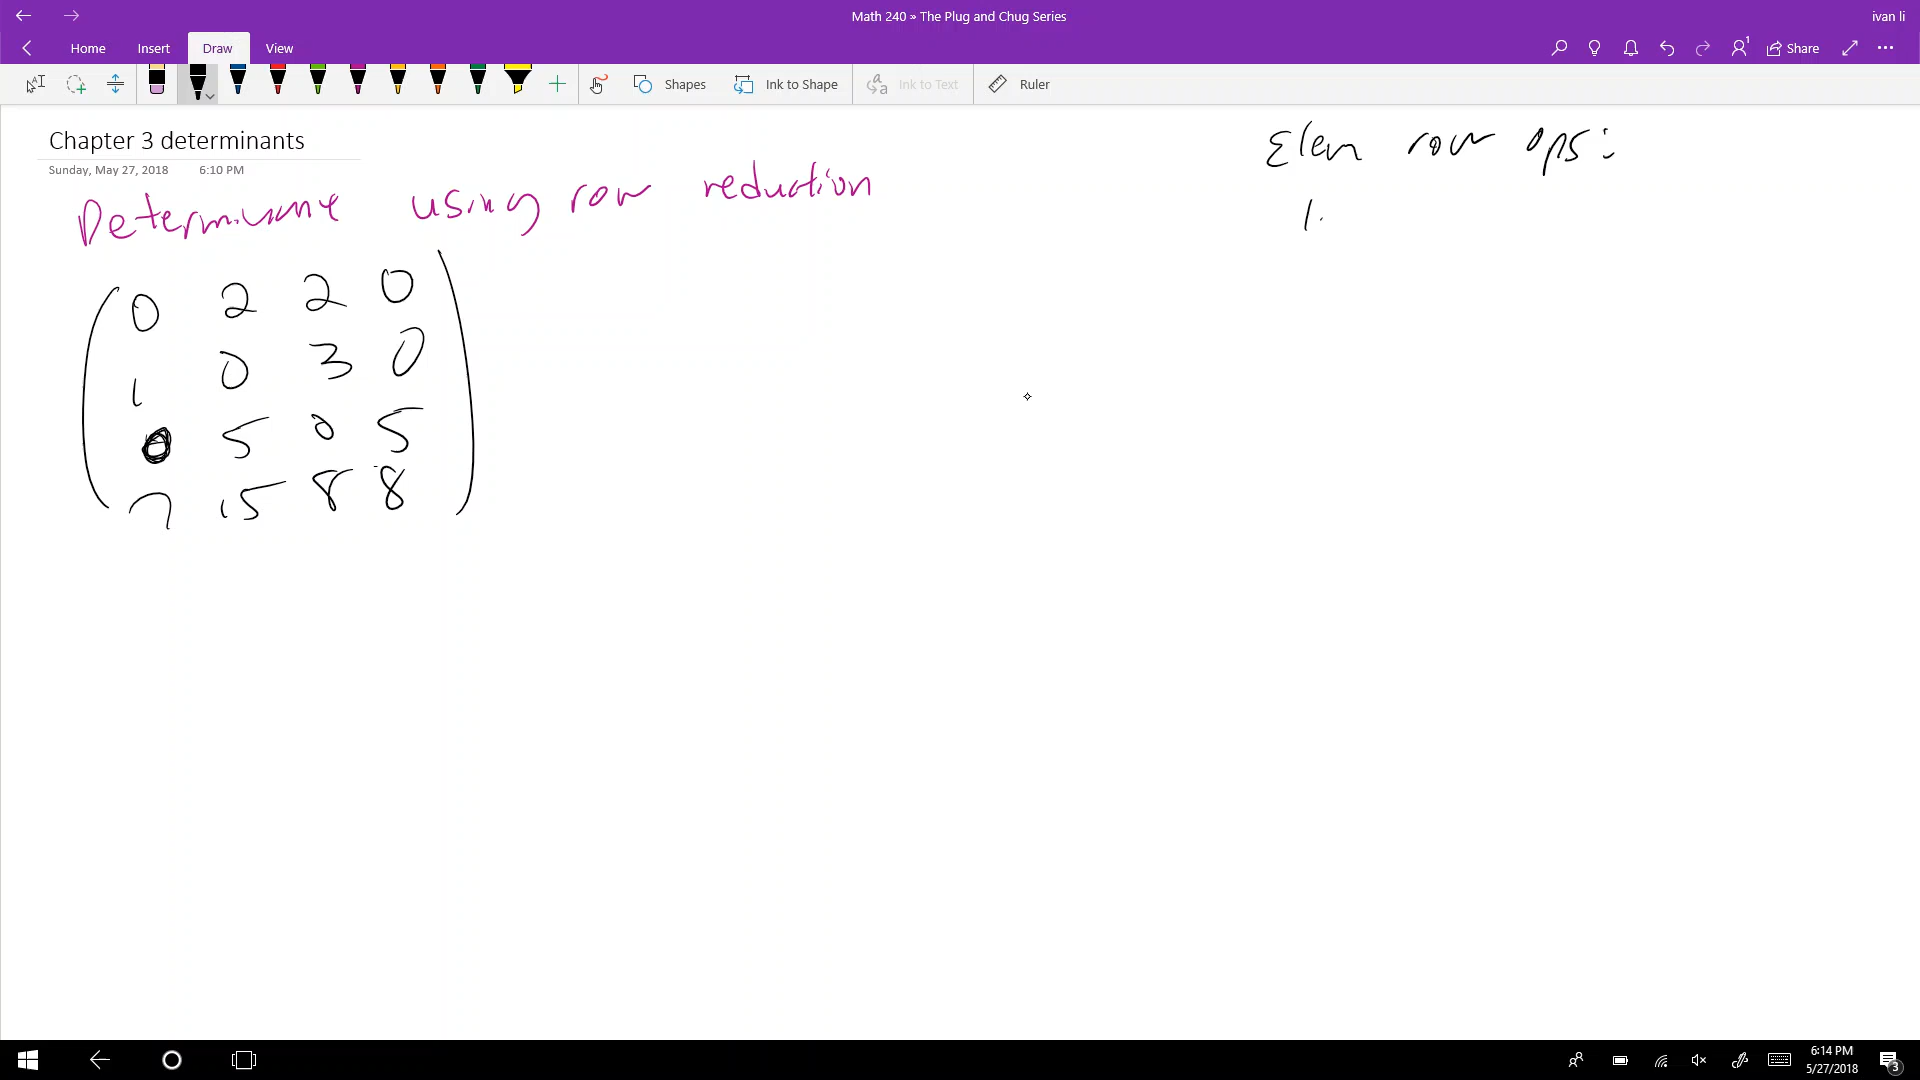 Math 240 » The Plug and Chug Series
ivan li
Home Insert Draw View
1 Share
Shapes Ink to Shape Ink to Text Ruler
Chapter 3 determinants
Sunday, May 27, 2018 6:10 PM
Determinant using row reduction
0 2 2 0
1 0 3 0
0 5 0 5
7 15 8 8
Elem row ops:
1.
6:14 PM
5/27/2018
3